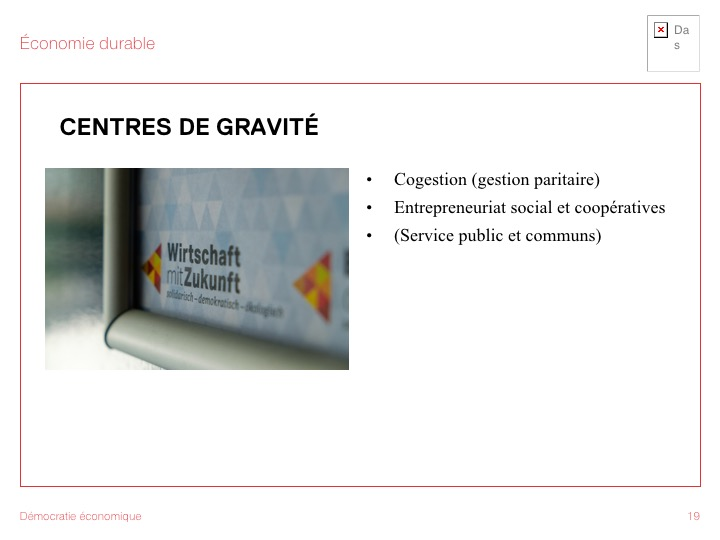 Économie durable
Da
s
CENTRES DE GRAVITÉ
• Cogestion (gestion paritaire)
• Entrepreneuriat social et coopératives
• (Service public et communs)
Wirtschaft
mitZukunft
solidarisch – demokratisch – ökologisch
Démocratie économique
19